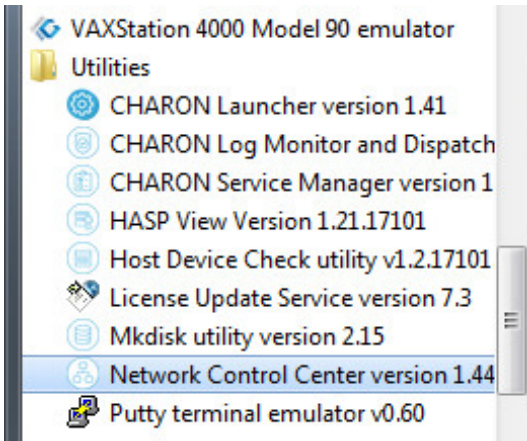 VAXStation 4000 Model 90 emulator
Utilities
CHARON Launcher version 1.41
CHARON Log Monitor and Dispatch
CHARON Service Manager version 1
HASP View Version 1.21.17101
Host Device Check utility v1.2.17101
License Update Service version 7.3
Mkdisk utility version 2.15
Network Control Center version 1.44
Putty terminal emulator v0.60